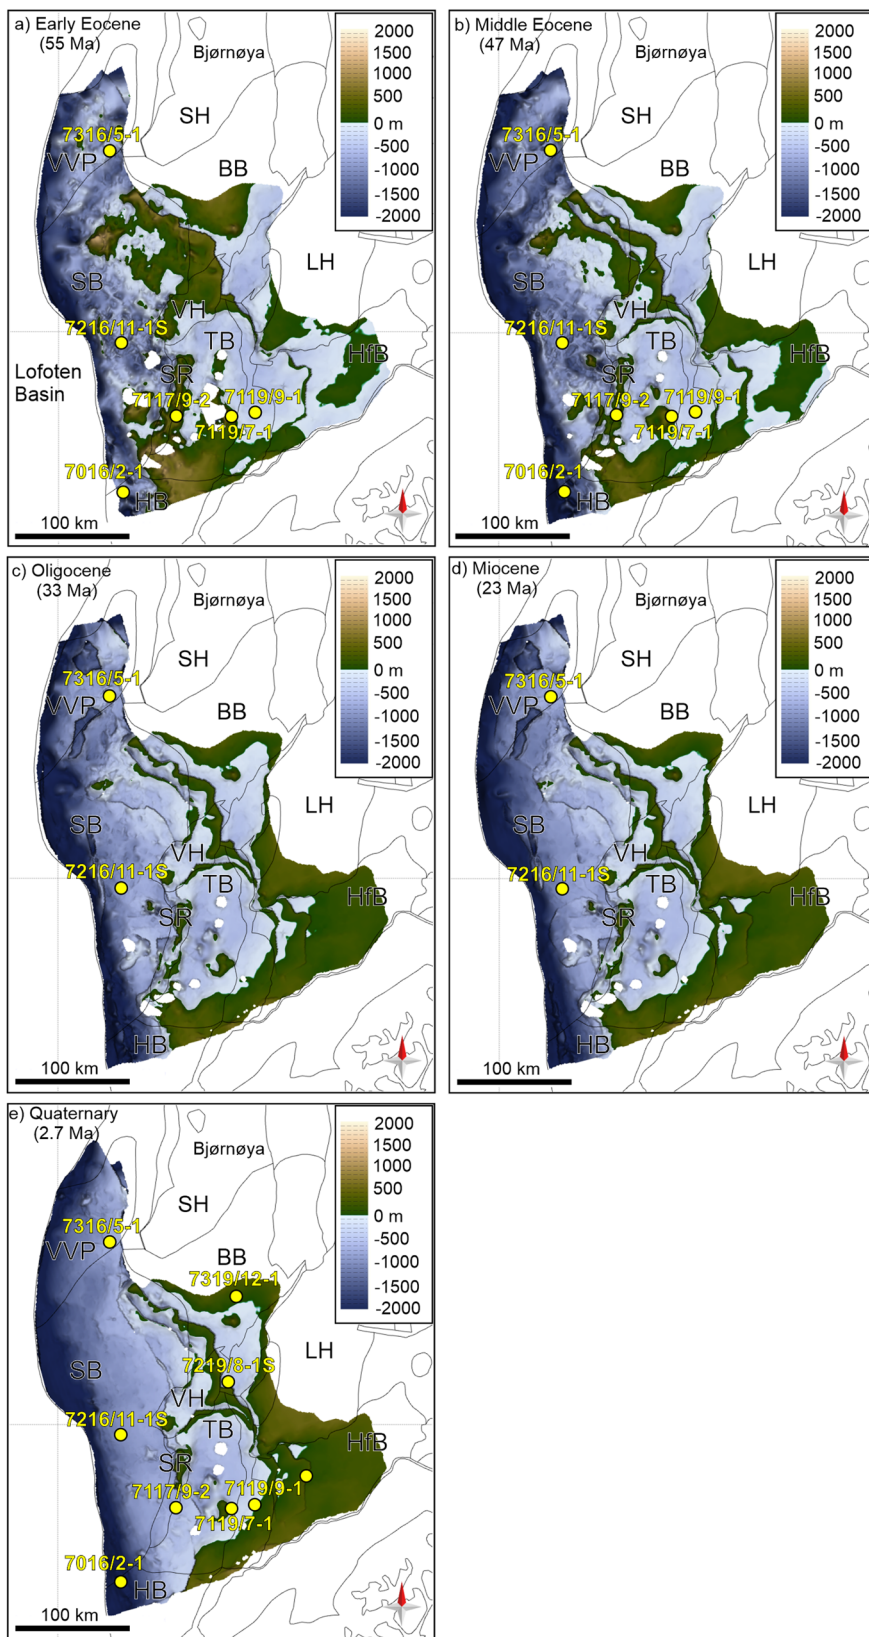 a) Early Eocene
(55 Ma)
Bjørnøya
SH
BB
LH
7316/5-1
VVP
SB
VH
7216/11-1S
TB
HfB
SR
Lofoten
Basin
7117/9-2
7119/9-1
7119/7-1
7016/2-1
HB
100 km
2000
1500
1000
500
0 m
-500
-1000
-1500
-2000
b) Middle Eocene
(47 Ma)
Bjørnøya
SH
BB
LH
7316/5-1
VVP
SB
VH
7216/11-1S
TB
HfB
SR
7117/9-2
7119/9-1
7119/7-1
7016/2-1
HB
100 km
2000
1500
1000
500
0 m
-500
-1000
-1500
-2000
c) Oligocene
(33 Ma)
Bjørnøya
SH
BB
LH
7316/5-1
VVP
SB
VH
7216/11-1S
TB
HfB
SR
HB
100 km
2000
1500
1000
500
0 m
-500
-1000
-1500
-2000
d) Miocene
(23 Ma)
Bjørnøya
SH
BB
LH
7316/5-1
VVP
SB
VH
7216/11-1S
TB
HfB
SR
HB
100 km
2000
1500
1000
500
0 m
-500
-1000
-1500
-2000
e) Quaternary
(2.7 Ma)
Bjørnøya
SH
BB
LH
7316/5-1
VVP
7319/12-1
SB
7219/8-1S
VH
7216/11-1S
TB
HfB
SR
7117/9-2
7119/9-1
7119/7-1
7016/2-1
HB
100 km
2000
1500
1000
500
0 m
-500
-1000
-1500
-2000